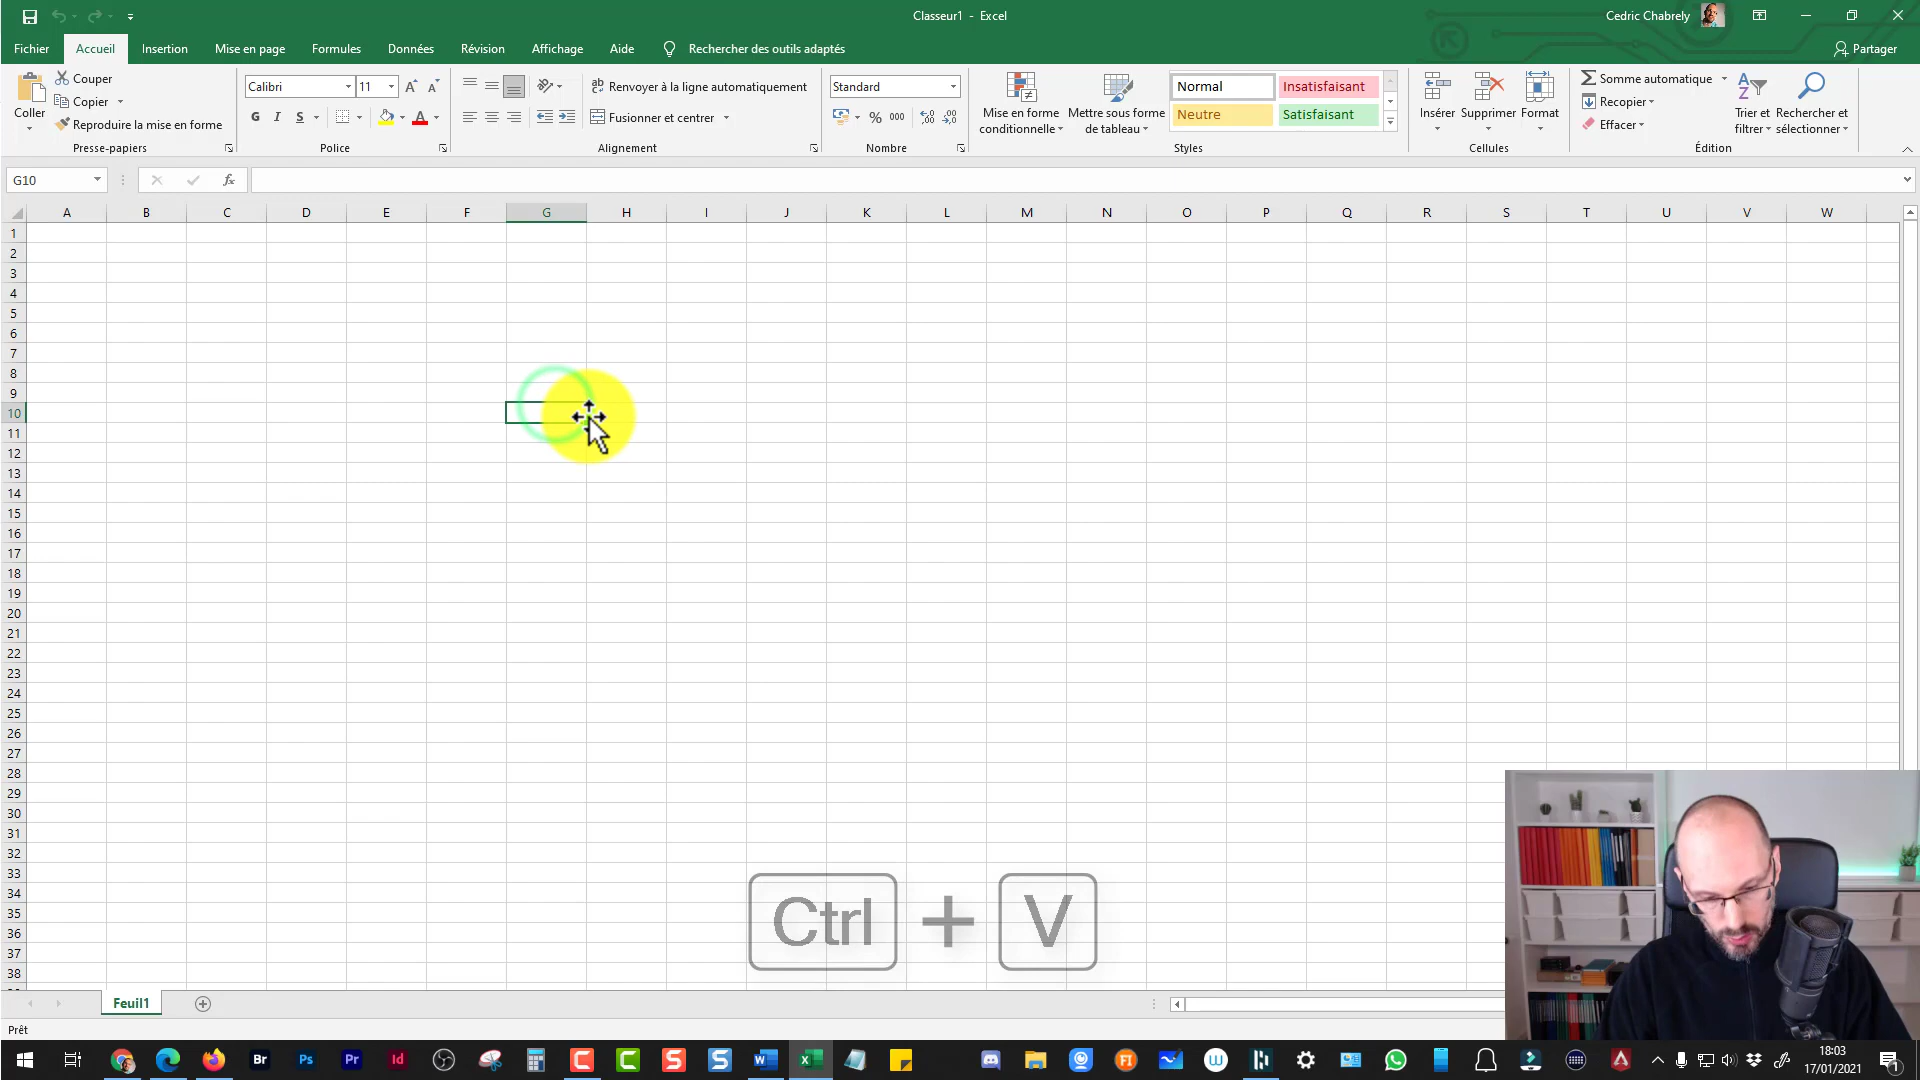 Classeur1 - Excel
Cedric Chabrely
Fichier Accueil Insertion Mise en page Formules Données Révision Affichage Aide Rechercher des outils adaptés Partager
Coller
Couper
Copier
Reproduire la mise en forme
Presse-papiers
Calibri 11
G I S
Police
Renvoyer à la ligne automatiquement
Fusionner et centrer
Alignement
Standard
% 000
Nombre
Mise en forme conditionnelle
Mettre sous forme de tableau
Normal Insatisfaisant
Neutre Satisfaisant
Styles
Insérer Supprimer Format
Cellules
Somme automatique
Recopier
Effacer
Trier et filtrer
Rechercher et sélectionner
Édition
G10 fx
A B C D E F G H I J K L M N O P Q R S T U V W
1
2
3
4
5
6
7
8
9
10
11
12
13
14
15
16
17
18
19
20
21
22
23
24
25
26
27
28
29
30
31
32
33
34
35
36
37
38
Ctrl + V
Feuil1
Prêt
Br Ps Pr Id
18:03
17/01/2021